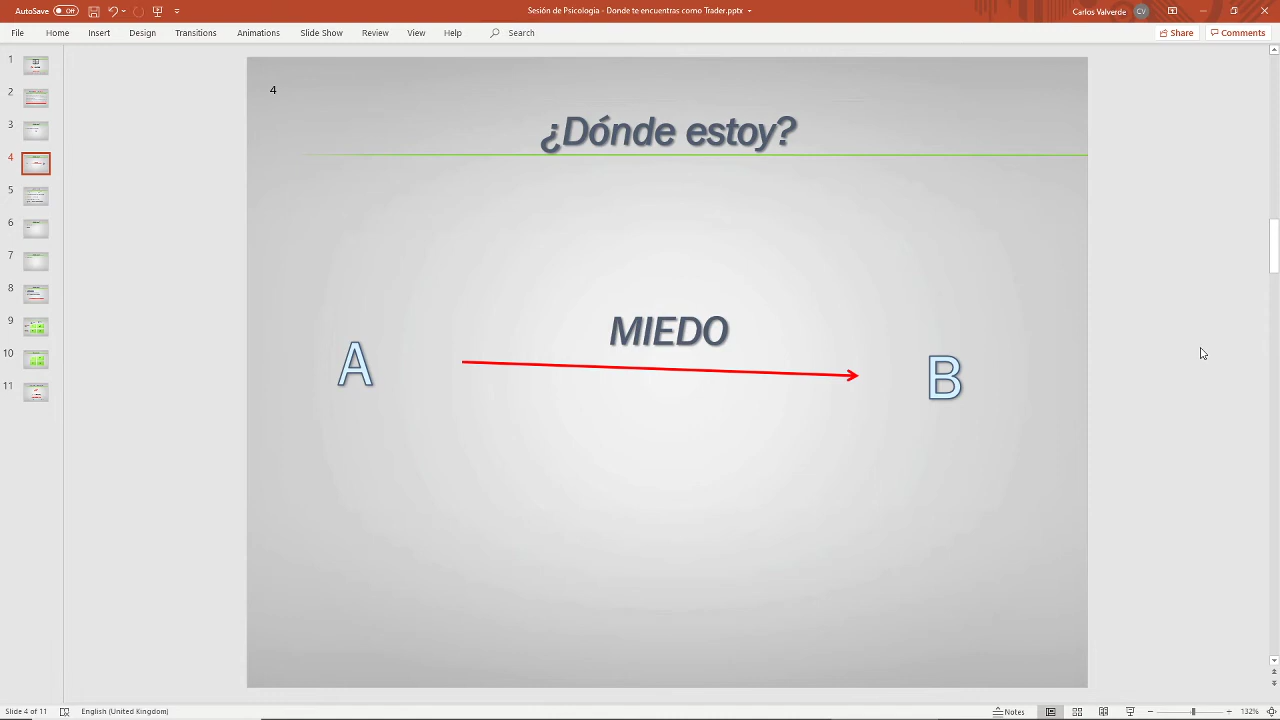 AutoSave Off Sesión de Psicologia - Donde te encuentras como Trader.pptx Carlos Valverde CV
File Home Insert Design Transitions Animations Slide Show Review View Help Search Share Comments
1
2
3
4
5
6
7
8
9
10
11
4
¿Dónde estoy?
MIEDO
A
B
Slide 4 of 11 English (United Kingdom) Notes 132%